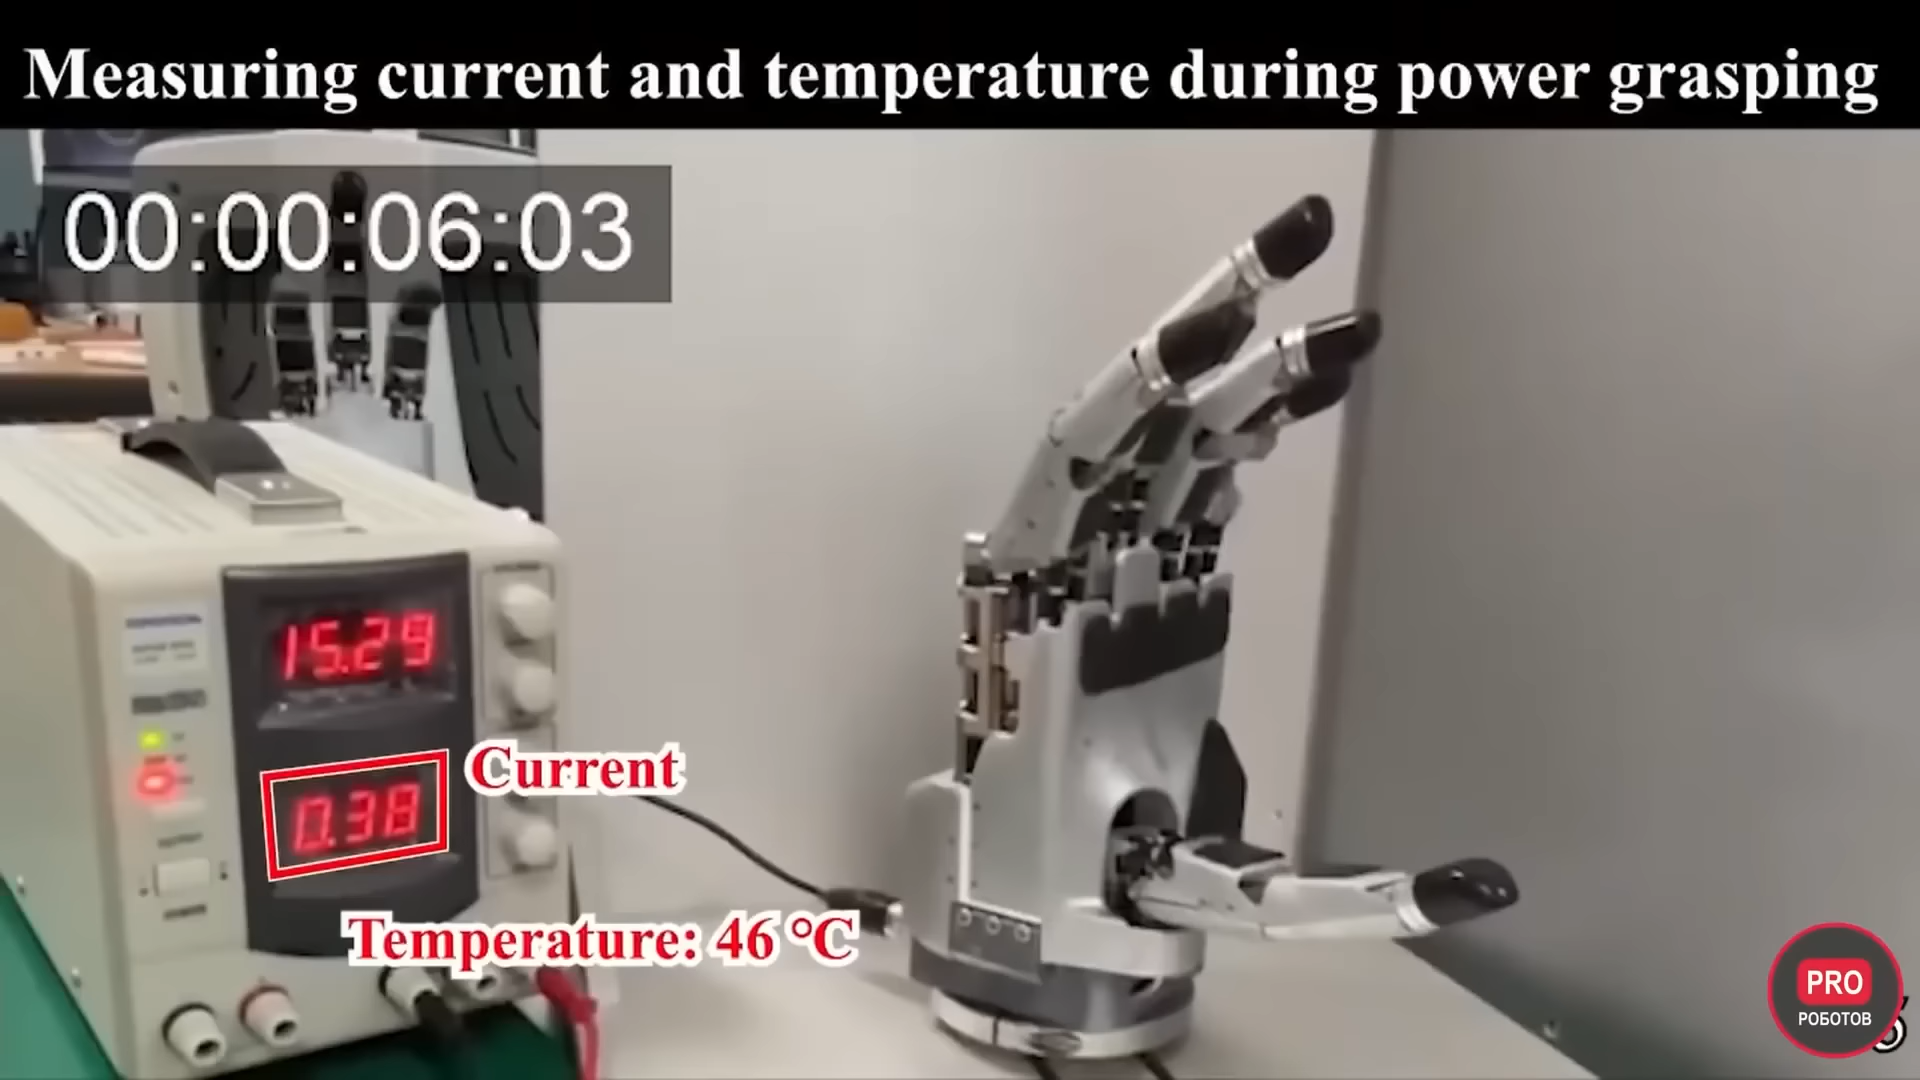 Measuring current and temperature during power grasping
00:00:06:03
15.29
Current
0.38
Temperature: 46 °C
PRO
РОБОТОВ